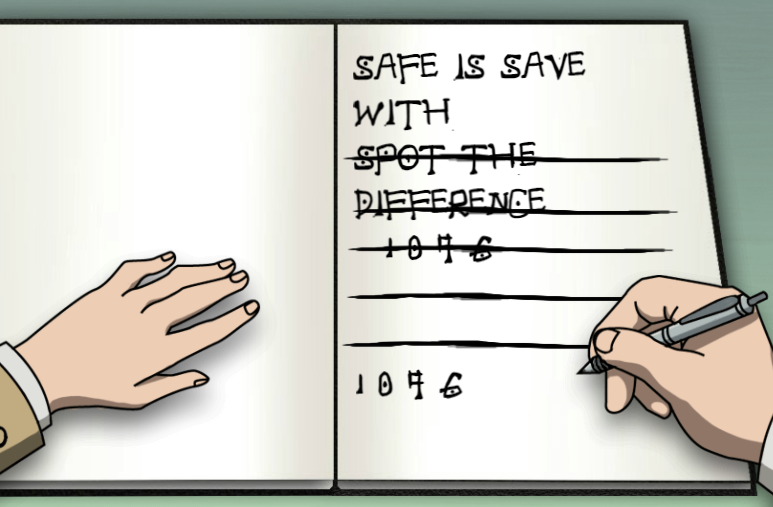 SAFE IS SAVE
WITH
SPOT THE
DIFFERENCE
1076
1076